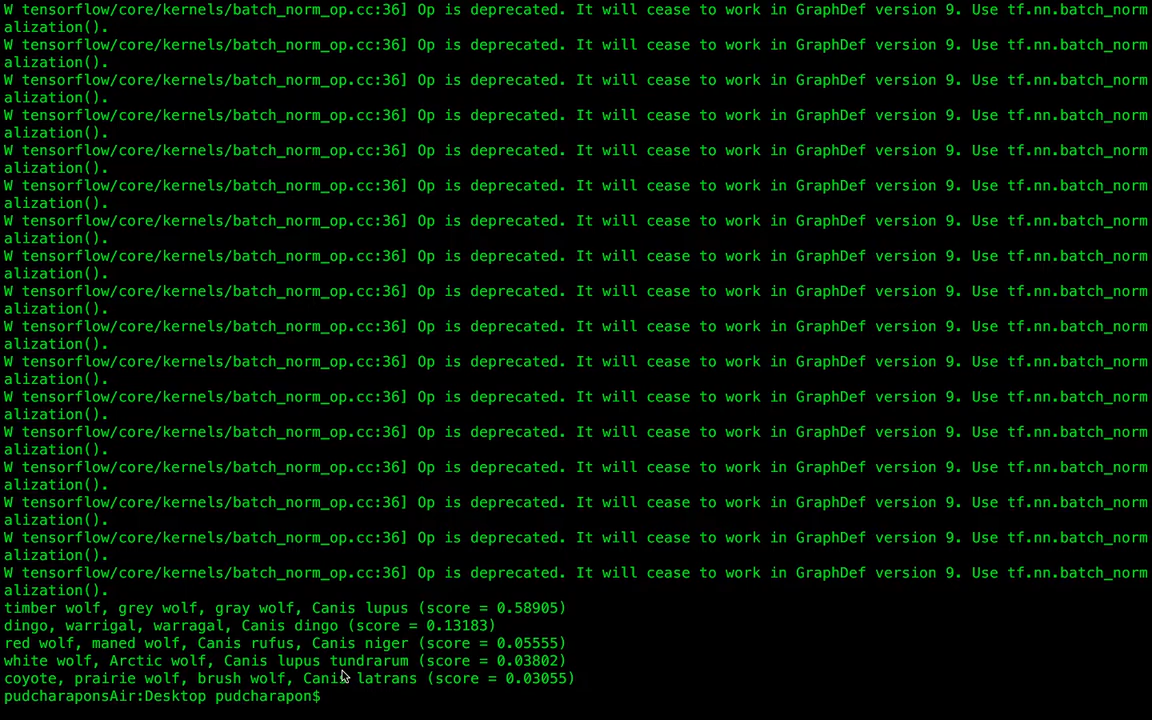 W tensorflow/core/kernels/batch_norm_op.cc:36] Op is deprecated. It will cease to work in GraphDef version 9. Use tf.nn.batch_norm
alization().
W tensorflow/core/kernels/batch_norm_op.cc:36] Op is deprecated. It will cease to work in GraphDef version 9. Use tf.nn.batch_norm
alization().
W tensorflow/core/kernels/batch_norm_op.cc:36] Op is deprecated. It will cease to work in GraphDef version 9. Use tf.nn.batch_norm
alization().
W tensorflow/core/kernels/batch_norm_op.cc:36] Op is deprecated. It will cease to work in GraphDef version 9. Use tf.nn.batch_norm
alization().
W tensorflow/core/kernels/batch_norm_op.cc:36] Op is deprecated. It will cease to work in GraphDef version 9. Use tf.nn.batch_norm
alization().
W tensorflow/core/kernels/batch_norm_op.cc:36] Op is deprecated. It will cease to work in GraphDef version 9. Use tf.nn.batch_norm
alization().
W tensorflow/core/kernels/batch_norm_op.cc:36] Op is deprecated. It will cease to work in GraphDef version 9. Use tf.nn.batch_norm
alization().
W tensorflow/core/kernels/batch_norm_op.cc:36] Op is deprecated. It will cease to work in GraphDef version 9. Use tf.nn.batch_norm
alization().
W tensorflow/core/kernels/batch_norm_op.cc:36] Op is deprecated. It will cease to work in GraphDef version 9. Use tf.nn.batch_norm
alization().
W tensorflow/core/kernels/batch_norm_op.cc:36] Op is deprecated. It will cease to work in GraphDef version 9. Use tf.nn.batch_norm
alization().
W tensorflow/core/kernels/batch_norm_op.cc:36] Op is deprecated. It will cease to work in GraphDef version 9. Use tf.nn.batch_norm
alization().
W tensorflow/core/kernels/batch_norm_op.cc:36] Op is deprecated. It will cease to work in GraphDef version 9. Use tf.nn.batch_norm
alization().
W tensorflow/core/kernels/batch_norm_op.cc:36] Op is deprecated. It will cease to work in GraphDef version 9. Use tf.nn.batch_norm
alization().
W tensorflow/core/kernels/batch_norm_op.cc:36] Op is deprecated. It will cease to work in GraphDef version 9. Use tf.nn.batch_norm
alization().
W tensorflow/core/kernels/batch_norm_op.cc:36] Op is deprecated. It will cease to work in GraphDef version 9. Use tf.nn.batch_norm
alization().
W tensorflow/core/kernels/batch_norm_op.cc:36] Op is deprecated. It will cease to work in GraphDef version 9. Use tf.nn.batch_norm
alization().
W tensorflow/core/kernels/batch_norm_op.cc:36] Op is deprecated. It will cease to work in GraphDef version 9. Use tf.nn.batch_norm
alization().
timber wolf, grey wolf, gray wolf, Canis lupus (score = 0.58905)
dingo, warrigal, warragal, Canis dingo (score = 0.13183)
red wolf, maned wolf, Canis rufus, Canis niger (score = 0.05555)
white wolf, Arctic wolf, Canis lupus tundrarum (score = 0.03802)
coyote, prairie wolf, brush wolf, Canis latrans (score = 0.03055)
pudcharaponsAir:Desktop pudcharapon$